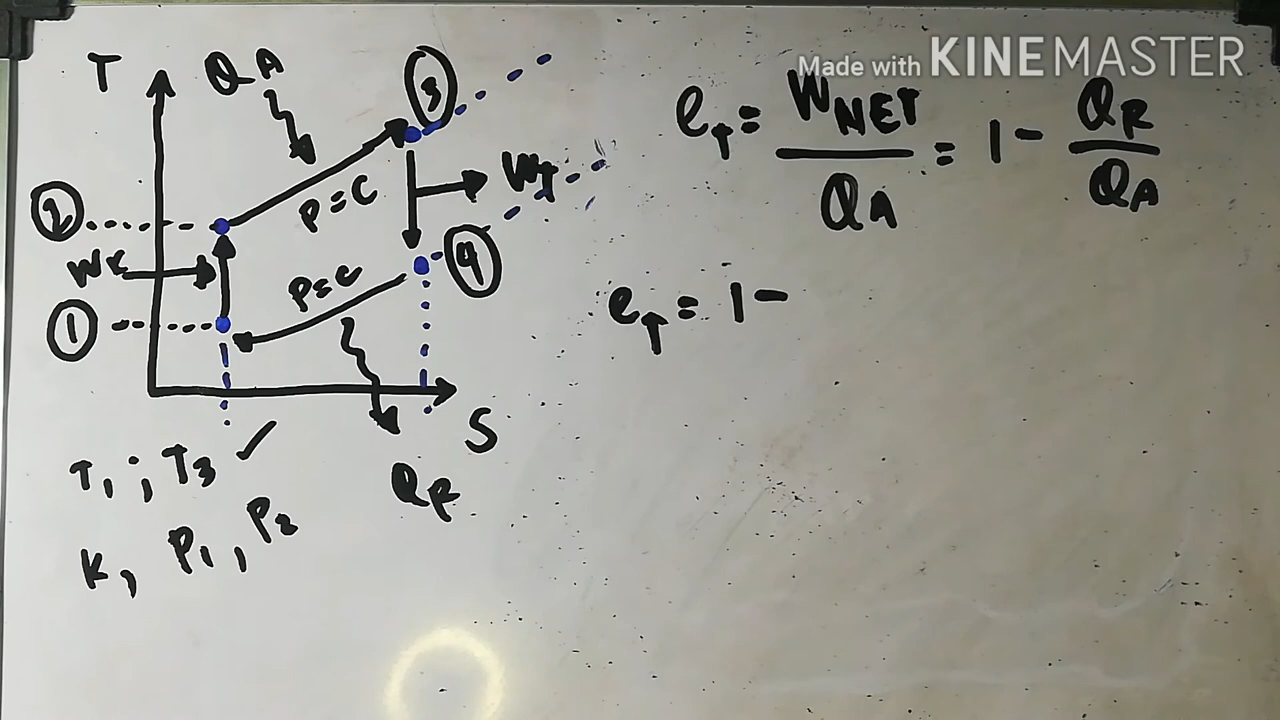 Made with KINEMASTER
T
QA
3
eT = WNET / QA = 1 - QR / QA
P=C
WT
2
WK
P=C
4
1
eT = 1 -
S
T1 ; T3 ✓
QR
K, P1, P2